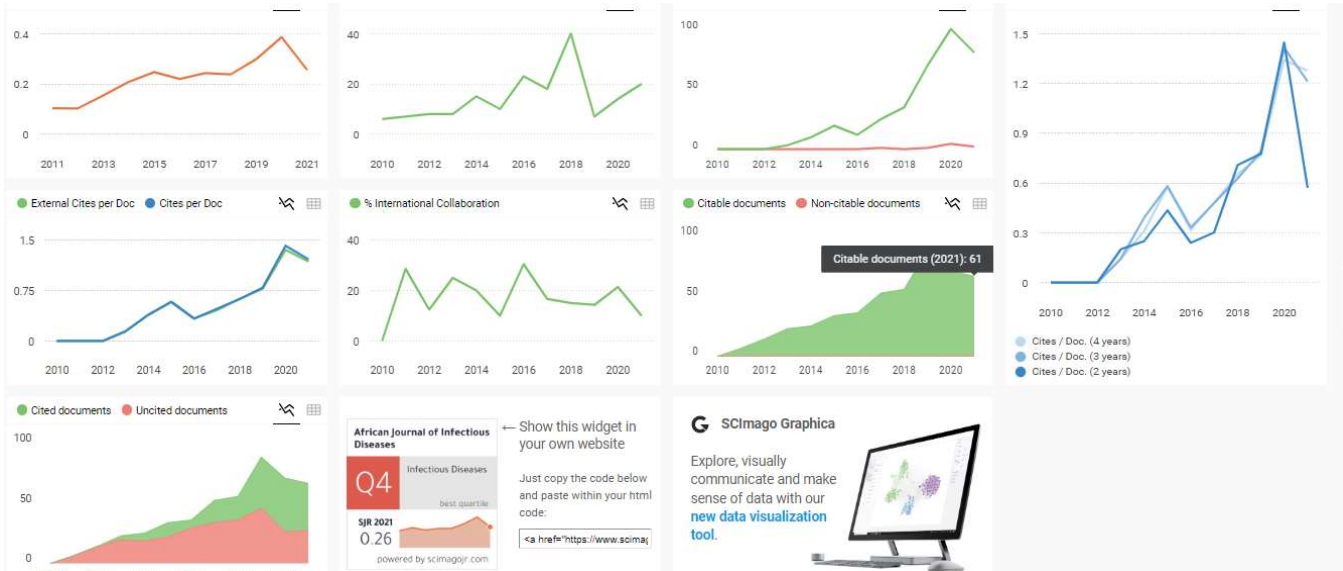 0.4
0.2
0
2011 2013 2015 2017 2019 2021
40
20
0
2010 2012 2014 2016 2018 2020
100
50
0
2010 2012 2014 2016 2018 2020
1.5
1.2
0.9
0.6
0.3
0
2010 2012 2014 2016 2018 2020
Cites / Doc. (4 years)
Cites / Doc. (3 years)
Cites / Doc. (2 years)
External Cites per Doc Cites per Doc
1.5
0.75
0
2010 2012 2014 2016 2018 2020
% International Collaboration
40
20
0
2010 2012 2014 2016 2018 2020
Citable documents Non-citable documents
100
Citable documents (2021): 61
50
0
2010 2012 2014 2016 2018 2020
Cited documents Uncited documents
100
50
0
African Journal of Infectious
Diseases
Q4
Infectious Diseases
best quartile
SJR 2021
0.26
powered by scimagojr.com
← Show this widget in
your own website
Just copy the code below
and paste within your html
code:
<a href="https://www.scimag
G SCImago Graphica
Explore, visually
communicate and make
sense of data with our
new data visualization
tool.